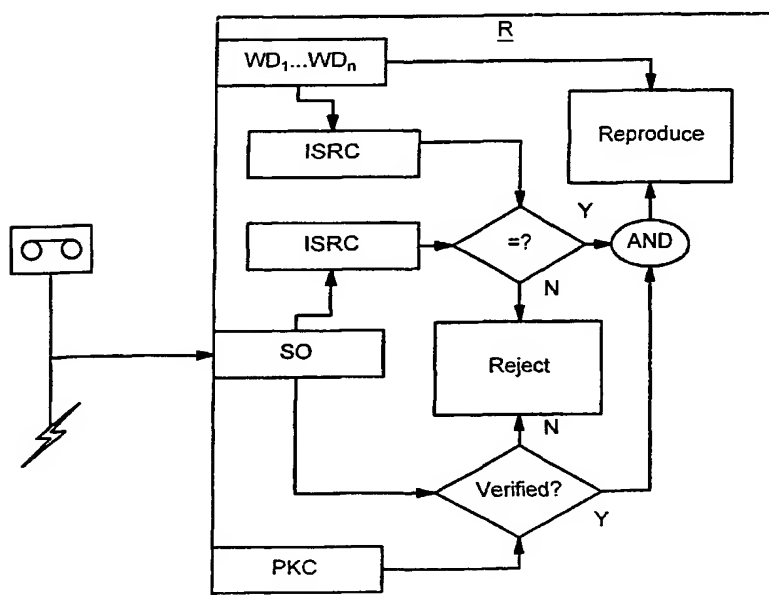 R
WD₁...WDₙ
Reproduce
ISRC
ISRC
=?
Y
AND
N
SO
Reject
N
Verified?
Y
PKC